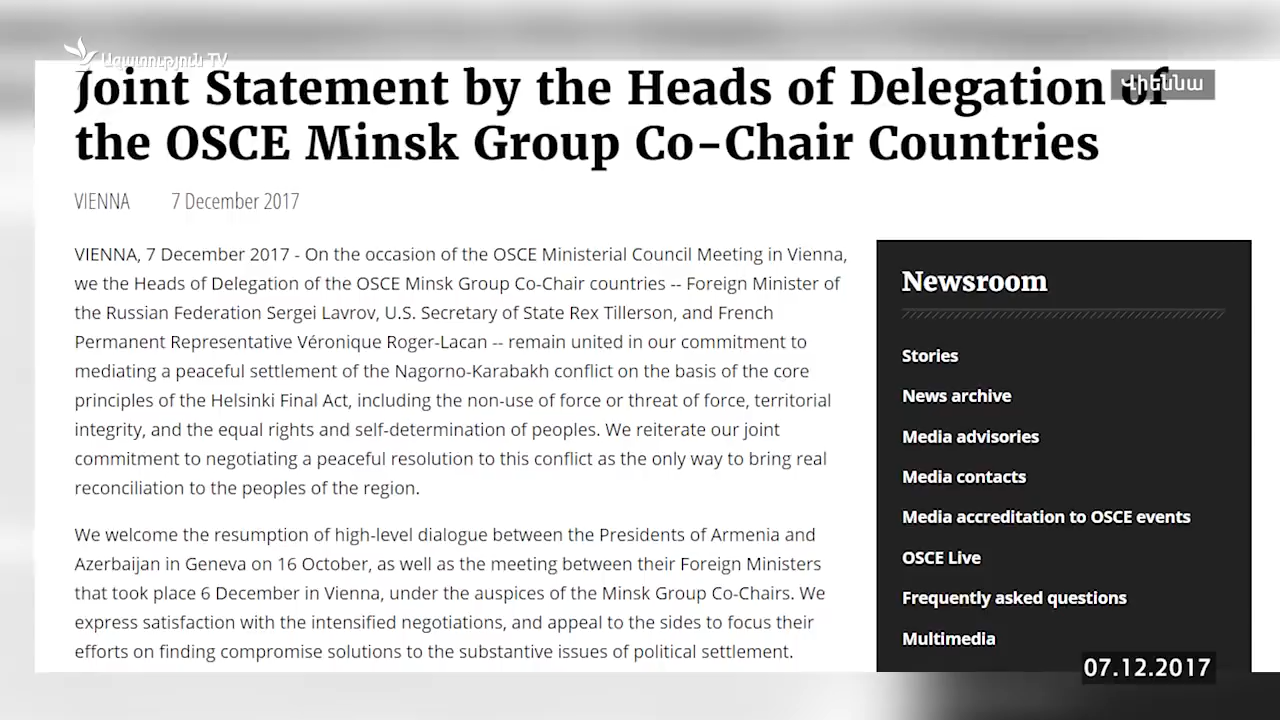 Ազատություն TV
Վիեննա
Joint Statement by the Heads of Delegation of
the OSCE Minsk Group Co-Chair Countries
VIENNA 7 December 2017
VIENNA, 7 December 2017 - On the occasion of the OSCE Ministerial Council Meeting in Vienna,
we the Heads of Delegation of the OSCE Minsk Group Co-Chair countries -- Foreign Minister of
the Russian Federation Sergei Lavrov, U.S. Secretary of State Rex Tillerson, and French
Permanent Representative Véronique Roger-Lacan -- remain united in our commitment to
mediating a peaceful settlement of the Nagorno-Karabakh conflict on the basis of the core
principles of the Helsinki Final Act, including the non-use of force or threat of force, territorial
integrity, and the equal rights and self-determination of peoples. We reiterate our joint
commitment to negotiating a peaceful resolution to this conflict as the only way to bring real
reconciliation to the peoples of the region.
We welcome the resumption of high-level dialogue between the Presidents of Armenia and
Azerbaijan in Geneva on 16 October, as well as the meeting between their Foreign Ministers
that took place 6 December in Vienna, under the auspices of the Minsk Group Co-Chairs. We
express satisfaction with the intensified negotiations, and appeal to the sides to focus their
efforts on finding compromise solutions to the substantive issues of political settlement.
Newsroom
Stories
News archive
Media advisories
Media contacts
Media accreditation to OSCE events
OSCE Live
Frequently asked questions
Multimedia
07.12.2017